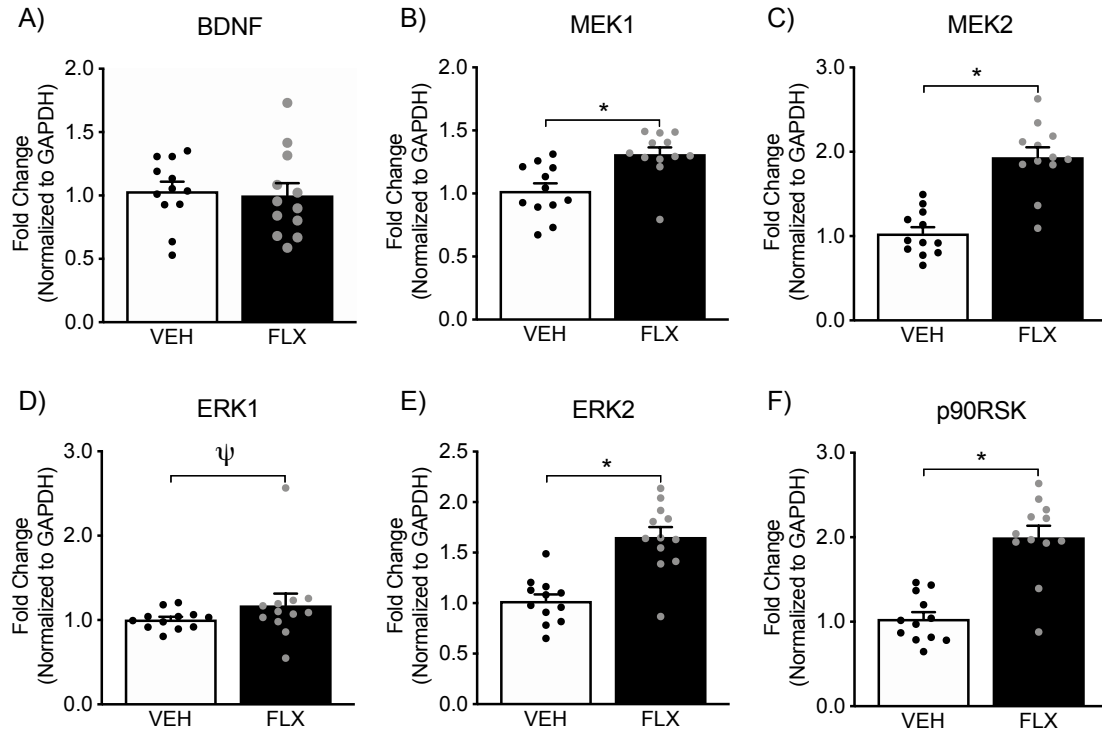 A)
BDNF
Fold Change
(Normalized to GAPDH)
2.0
1.5
1.0
0.5
0.0
VEH
FLX
B)
MEK1
Fold Change
(Normalized to GAPDH)
2.0
1.5
1.0
0.5
0.0
*
VEH
FLX
C)
MEK2
Fold Change
(Normalized to GAPDH)
3.0
2.0
1.0
0.0
*
VEH
FLX
D)
ERK1
Fold Change
(Normalized to GAPDH)
3.0
2.0
1.0
0.0
ψ
VEH
FLX
E)
ERK2
Fold Change
(Normalized to GAPDH)
2.5
2.0
1.5
1.0
0.5
0.0
*
VEH
FLX
F)
p90RSK
Fold Change
(Normalized to GAPDH)
3.0
2.0
1.0
0.0
*
VEH
FLX